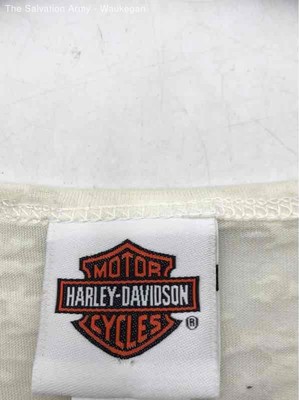 The Salvation Army - Waukegan
MOTOR
HARLEY-DAVIDSON
CYCLES ®